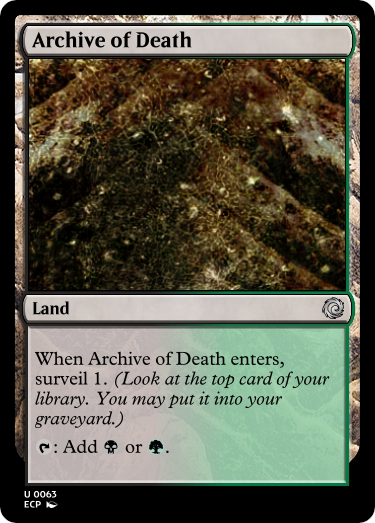 Archive of Death
Land
When Archive of Death enters,
surveil 1. (Look at the top card of your
library. You may put it into your
graveyard.)
: Add or .
U 0063
ECP